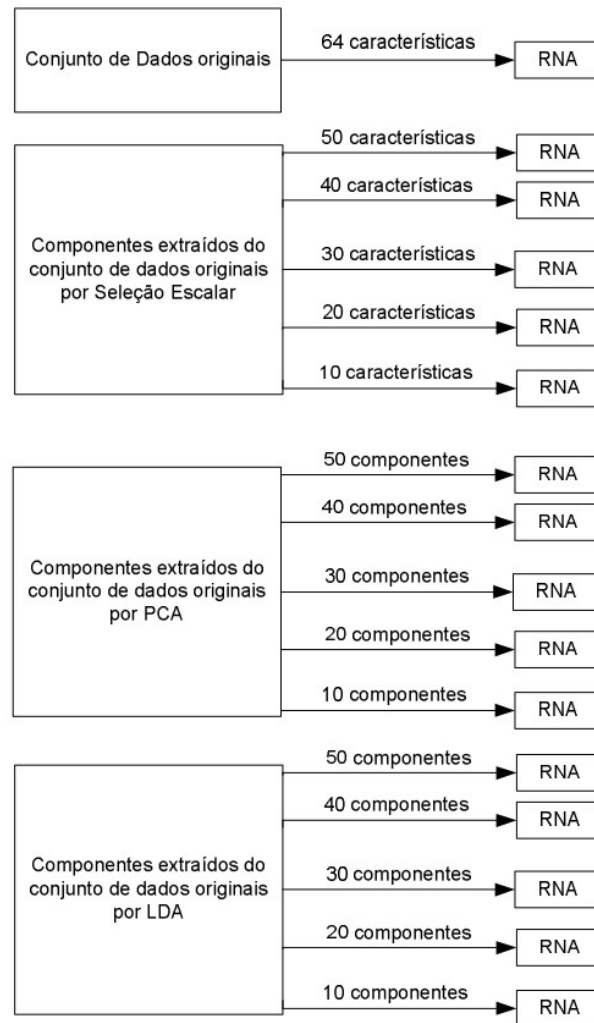 64 características
Conjunto de Dados originais
RNA
50 características
RNA
40 características
RNA
Componentes extraídos do
conjunto de dados originais
por Seleção Escalar
30 características
RNA
20 características
RNA
10 características
RNA
50 componentes
RNA
40 componentes
RNA
Componentes extraídos do
conjunto de dados originais
por PCA
30 componentes
RNA
20 componentes
RNA
10 componentes
RNA
50 componentes
RNA
40 componentes
RNA
Componentes extraídos do
conjunto de dados originais
por LDA
30 componentes
RNA
20 componentes
RNA
10 componentes
RNA